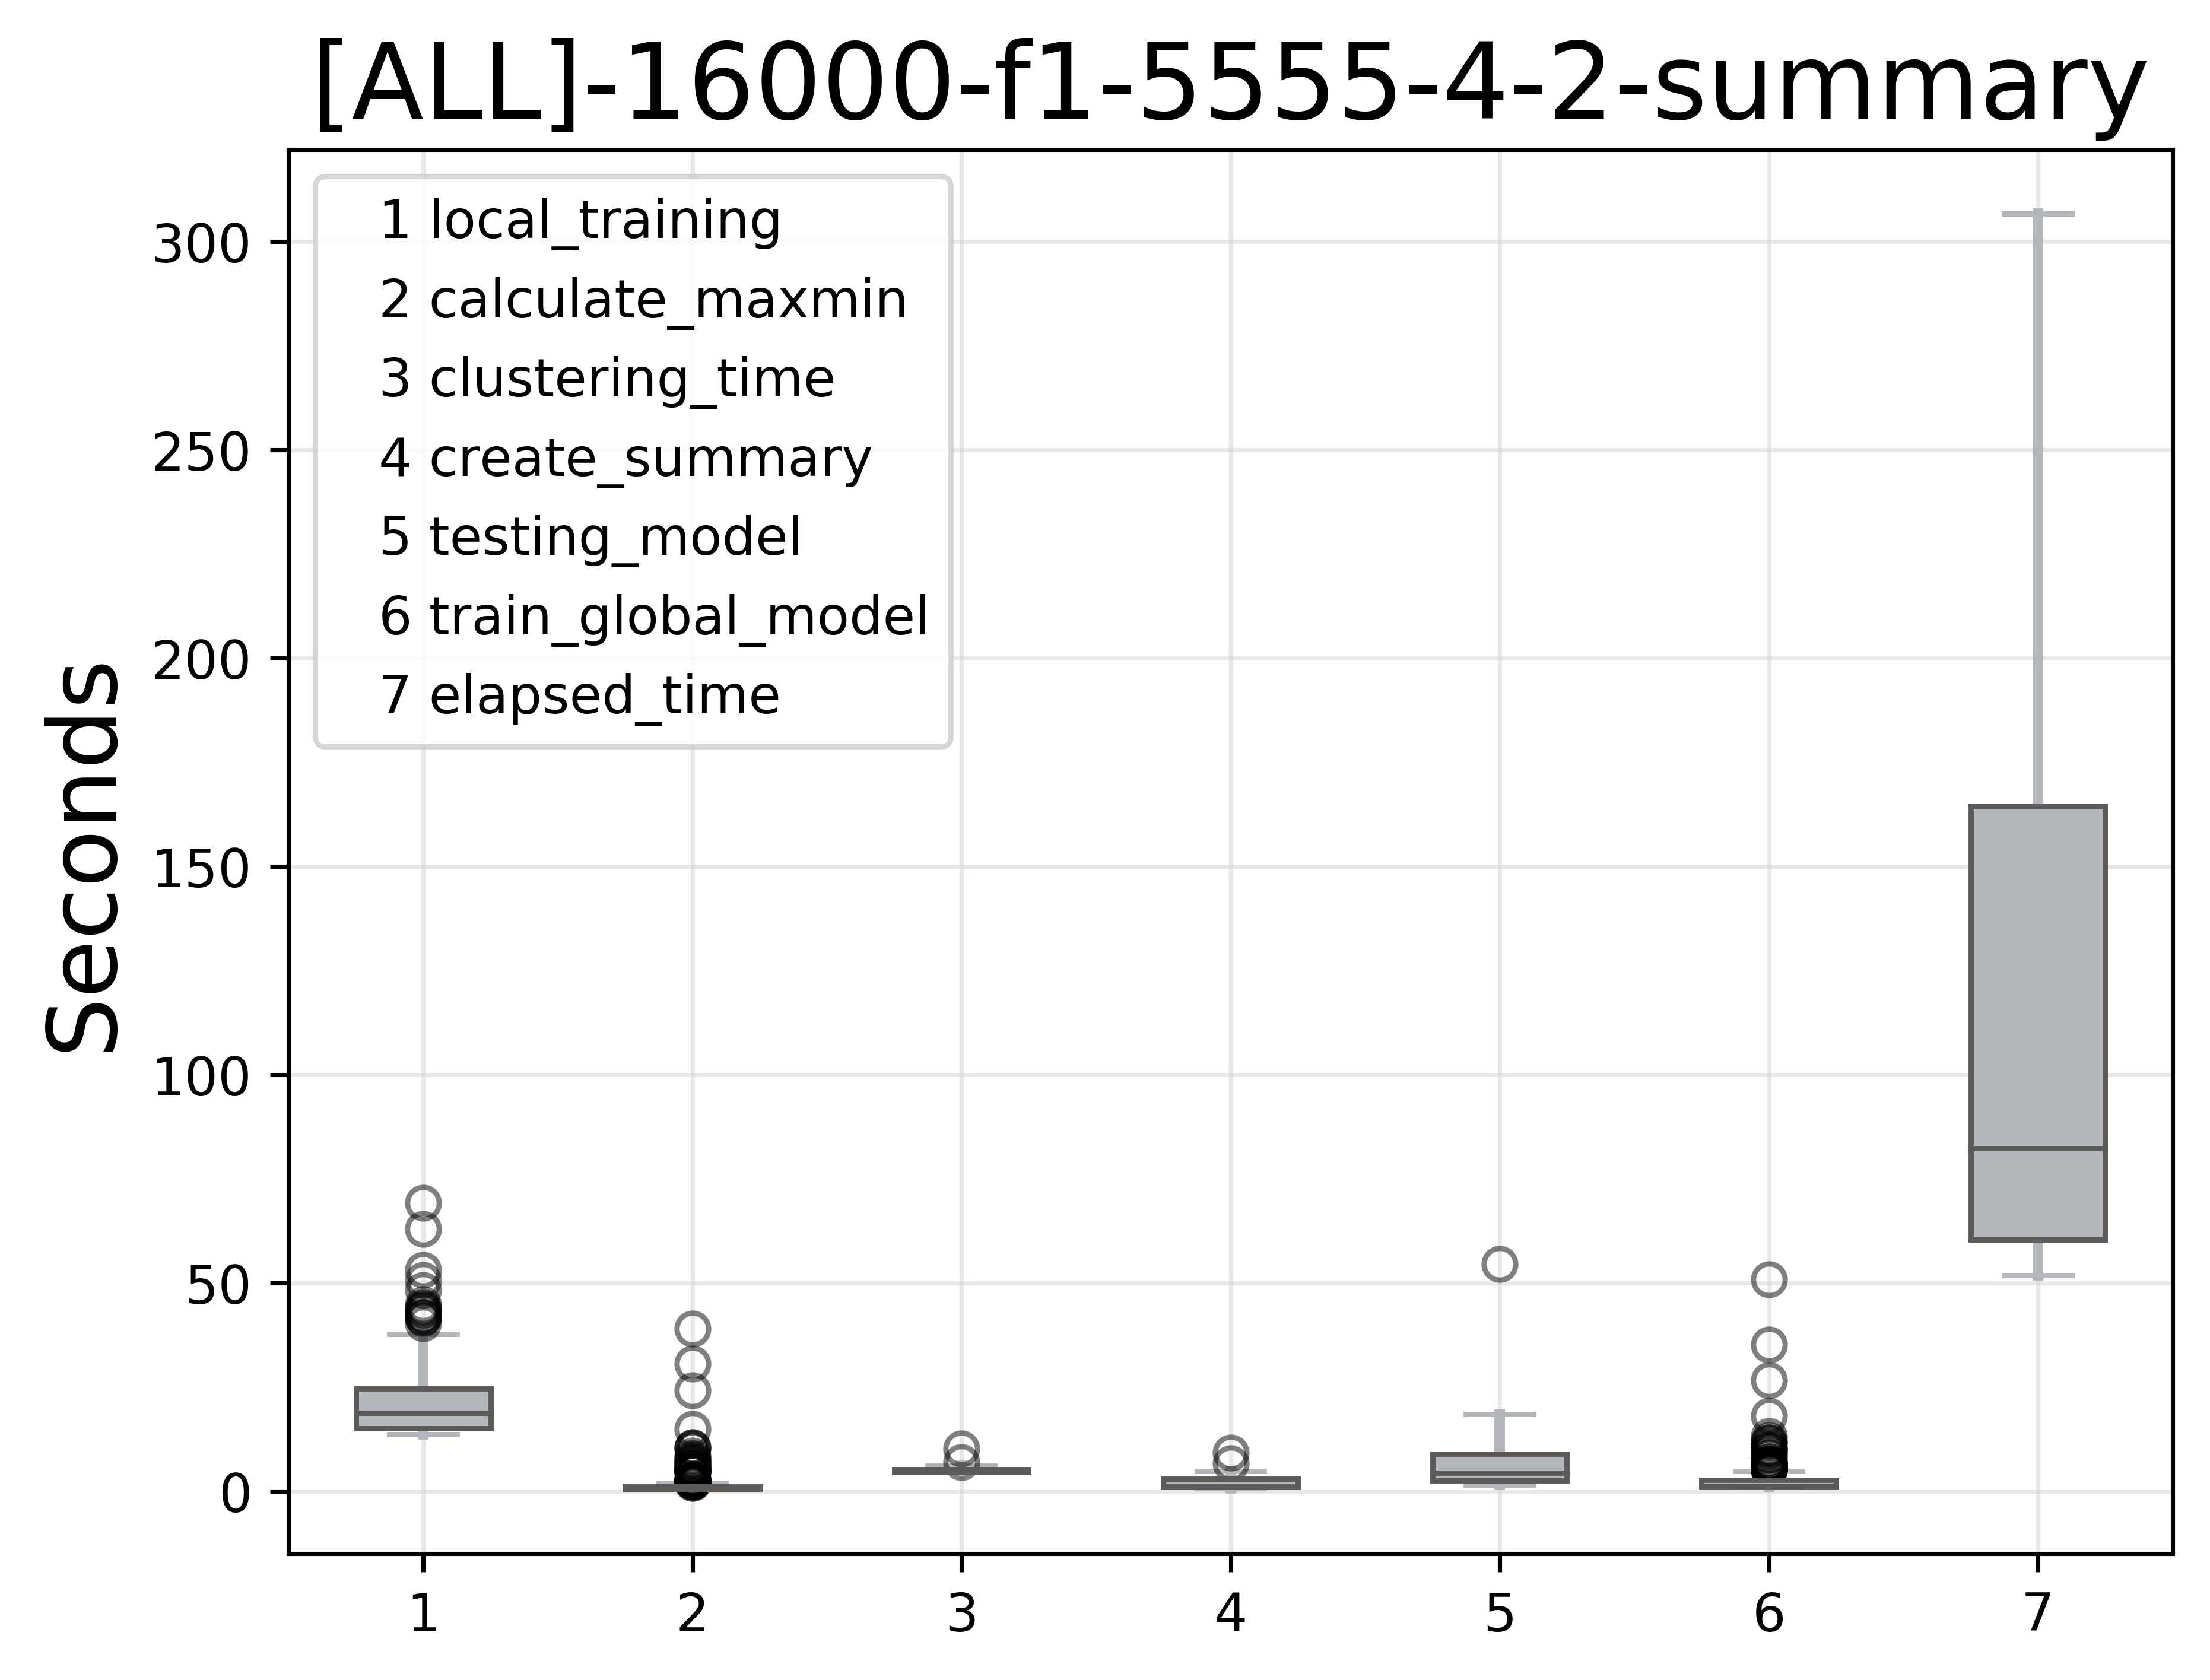 [ALL]-16000-f1-5555-4-2-summary
1 local_training
2 calculate_maxmin
3 clustering_time
4 create_summary
5 testing_model
6 train_global_model
7 elapsed_time
Seconds
300
250
200
150
100
50
0
1 2 3 4 5 6 7